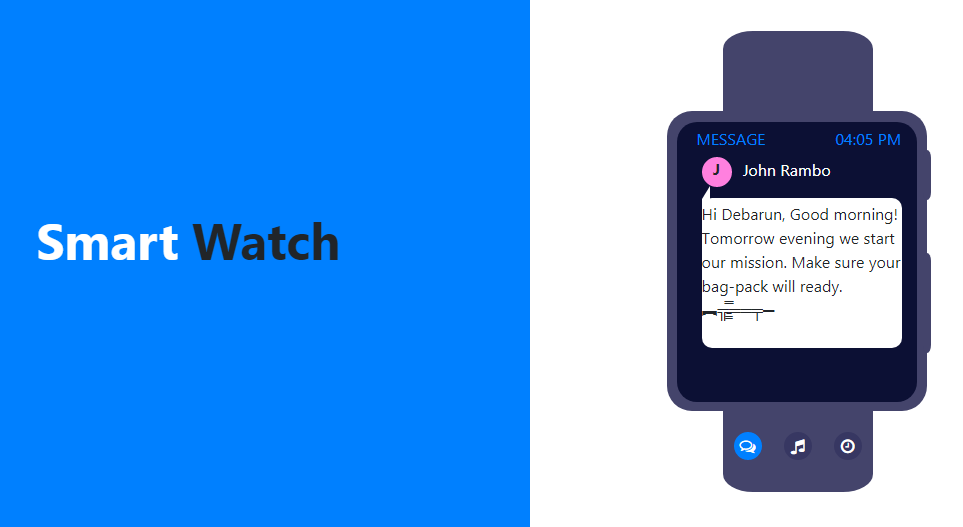 Smart Watch
MESSAGE 04:05 PM
J John Rambo
Hi Debarun, Good morning!
Tomorrow evening we start
our mission. Make sure your
bag-pack will ready.